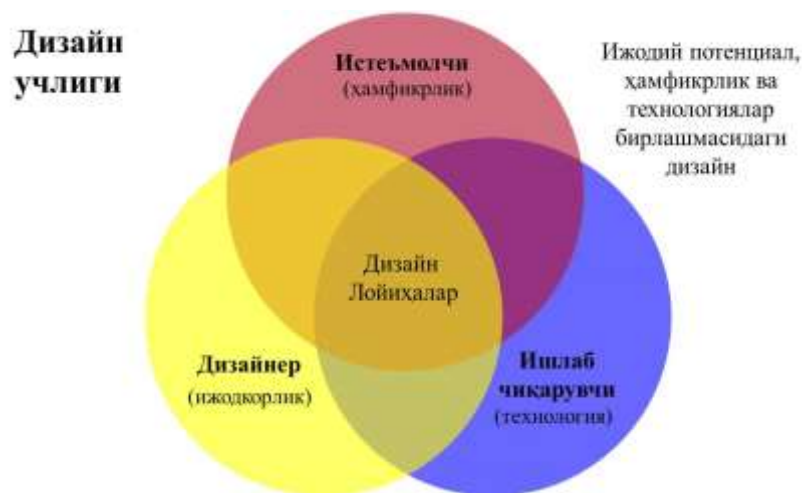 Дизайн
учлиги
Истеъмолчи
(ҳамфикрлик)
Ижодий потенциал,
ҳамфикрлик ва
технологиялар
бирлашмасидаги
дизайн
Дизайн
Лойиҳалар
Дизайнер
(ижодкорлик)
Ишлаб
чиқарувчи
(технология)